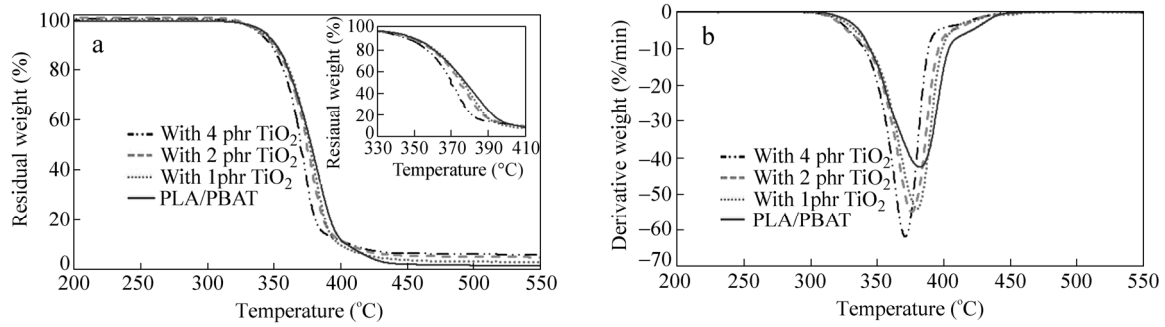 a
Residual weight (%)
100
80
60
40
20
0
200 250 300 350 400 450 500 550
Temperature (°C)
With 4 phr TiO2
With 2 phr TiO2
With 1phr TiO2
PLA/PBAT
Resiaual weight (%)
100
80
60
40
20
0
330 350 370 390 410
Temperature (°C)
b
Derivative weight (%/min)
0
−10
−20
−30
−40
−50
−60
−70
200 250 300 350 400 450 500 550
Temperature (°C)
With 4 phr TiO2
With 2 phr TiO2
With 1phr TiO2
PLA/PBAT